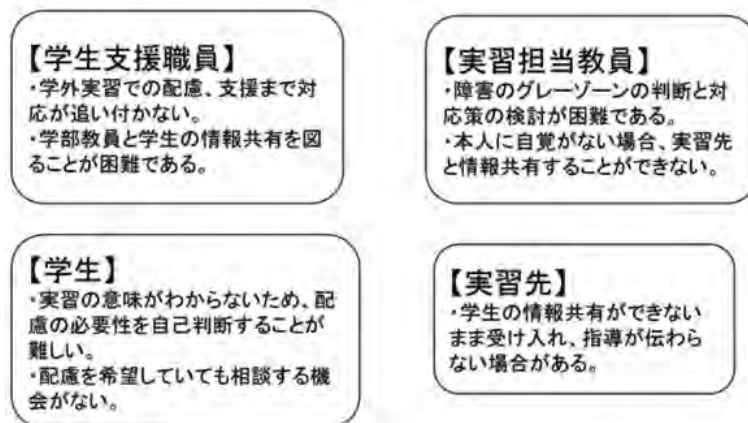 【学生支援職員】
・学外実習での配慮、支援まで対
応が追い付かない。
・学部教員と学生の情報共有を図
ることが困難である。
【実習担当教員】
・障害のグレーゾーンの判断と対
応策の検討が困難である。
・本人に自覚がない場合、実習先
と情報共有することができない。
【学生】
・実習の意味がわからないため、配
慮の必要性を自己判断することが
難しい。
・配慮を希望していても相談する機
会がない。
【実習先】
・学生の情報共有ができない
まま受け入れ、指導が伝わら
ない場合がある。